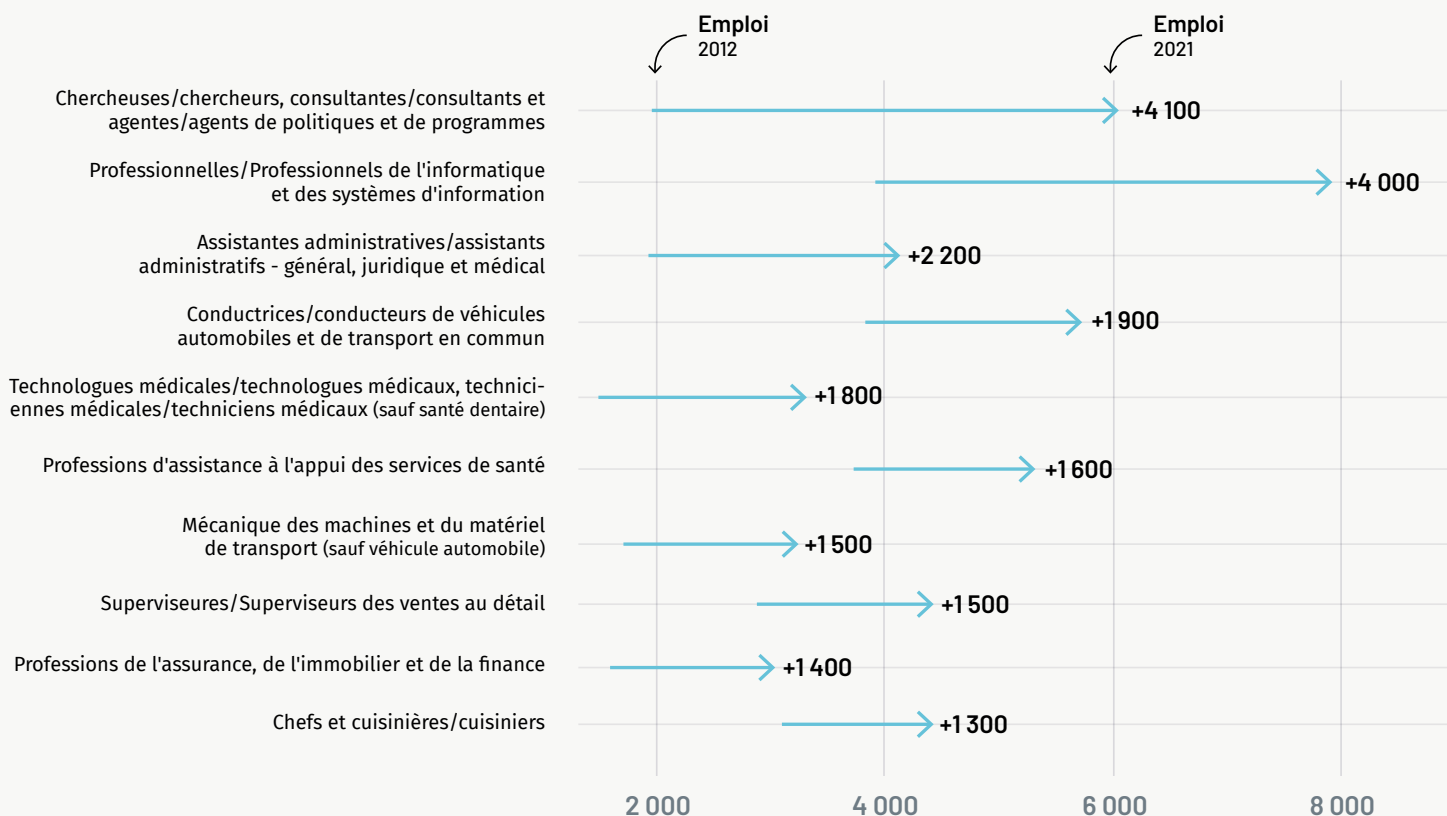 Emploi
2012
Emploi
2021
Chercheuses/chercheurs, consultantes/consultants et
agentes/agents de politiques et de programmes
+4 100
Professionnelles/Professionnels de l'informatique
et des systèmes d'information
+4 000
Assistantes administratives/assistants
administratifs - général, juridique et médical
+2 200
Conductrices/conducteurs de véhicules
automobiles et de transport en commun
+1 900
Technologues médicales/technologues médicaux, technici-
ennes médicales/techniciens médicaux (sauf santé dentaire)
+1 800
Professions d'assistance à l'appui des services de santé
+1 600
Mécanique des machines et du matériel
de transport (sauf véhicule automobile)
+1 500
Superviseures/Superviseurs des ventes au détail
+1 500
Professions de l'assurance, de l'immobilier et de la finance
+1 400
Chefs et cuisinières/cuisiniers
+1 300
2 000
4 000
6 000
8 000